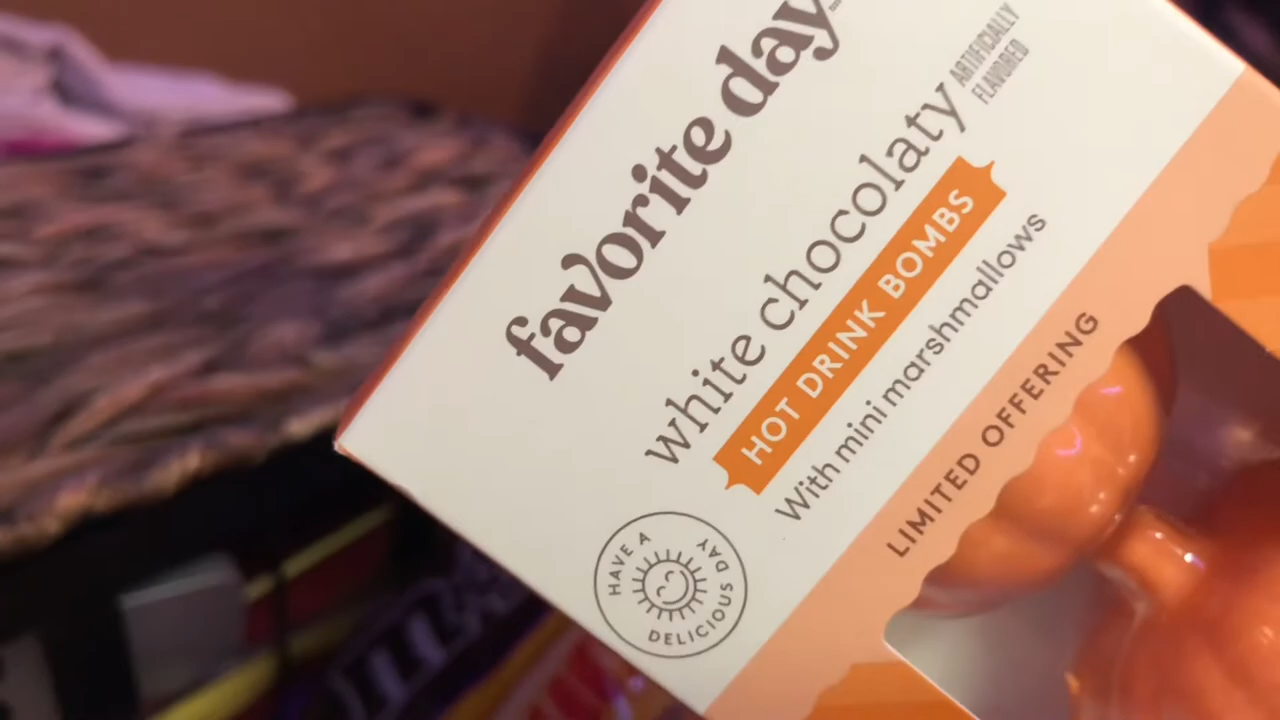 favorite day
white chocolaty
ARTIFICIALLY
FLAVORED
HOT DRINK BOMBS
With mini marshmallows
LIMITED OFFERING
HAVE A
DELICIOUS DAY